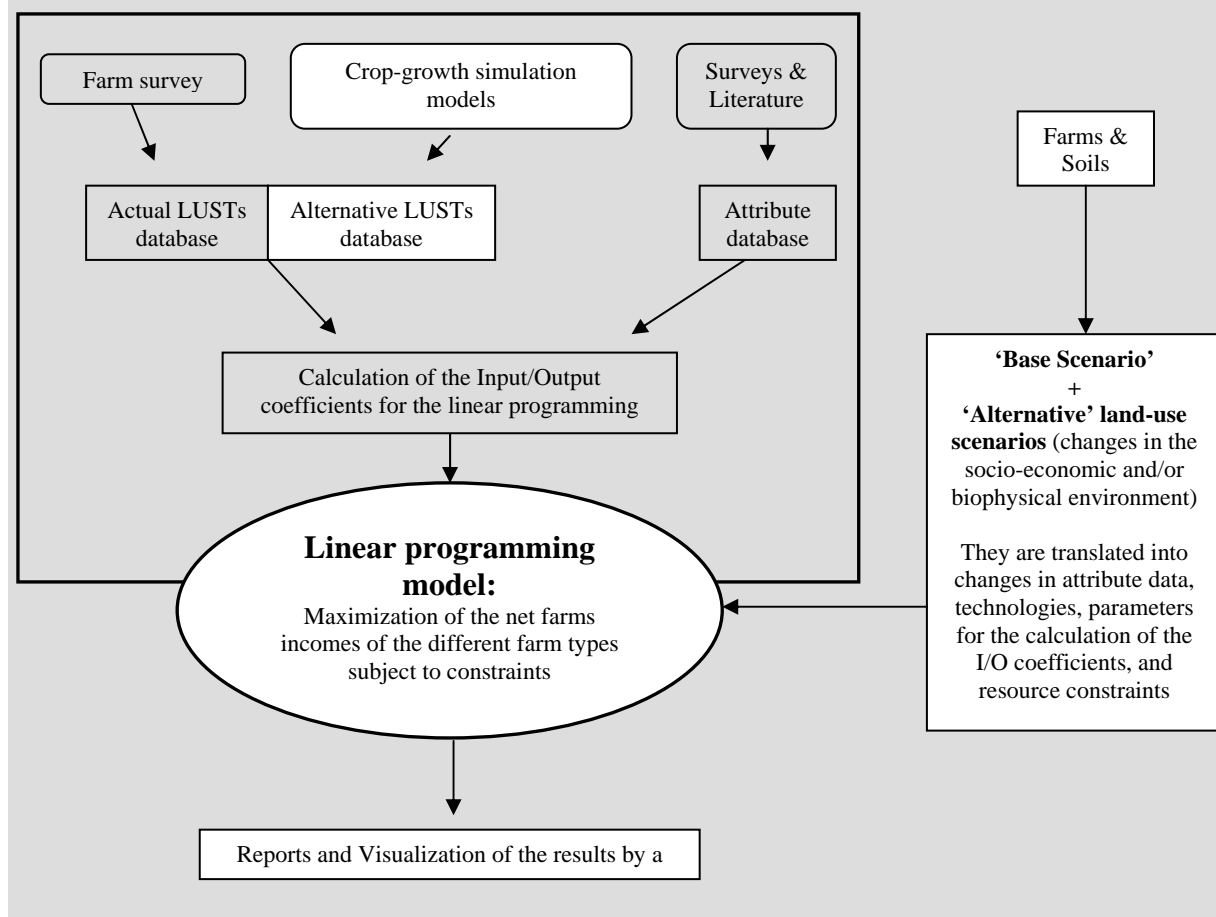 Farm survey
Crop-growth simulation
models
Surveys &
Literature
Farms &
Soils
Actual LUSTs
database
Alternative LUSTs
database
Attribute
database
Calculation of the Input/Output
coefficients for the linear programming
‘Base Scenario’
+
‘Alternative’ land-use
scenarios (changes in the
socio-economic and/or
biophysical environment)
They are translated into
changes in attribute data,
technologies, parameters
for the calculation of the
I/O coefficients, and
resource constraints
Linear programming
model:
Maximization of the net farms
incomes of the different farm types
subject to constraints
Reports and Visualization of the results by a